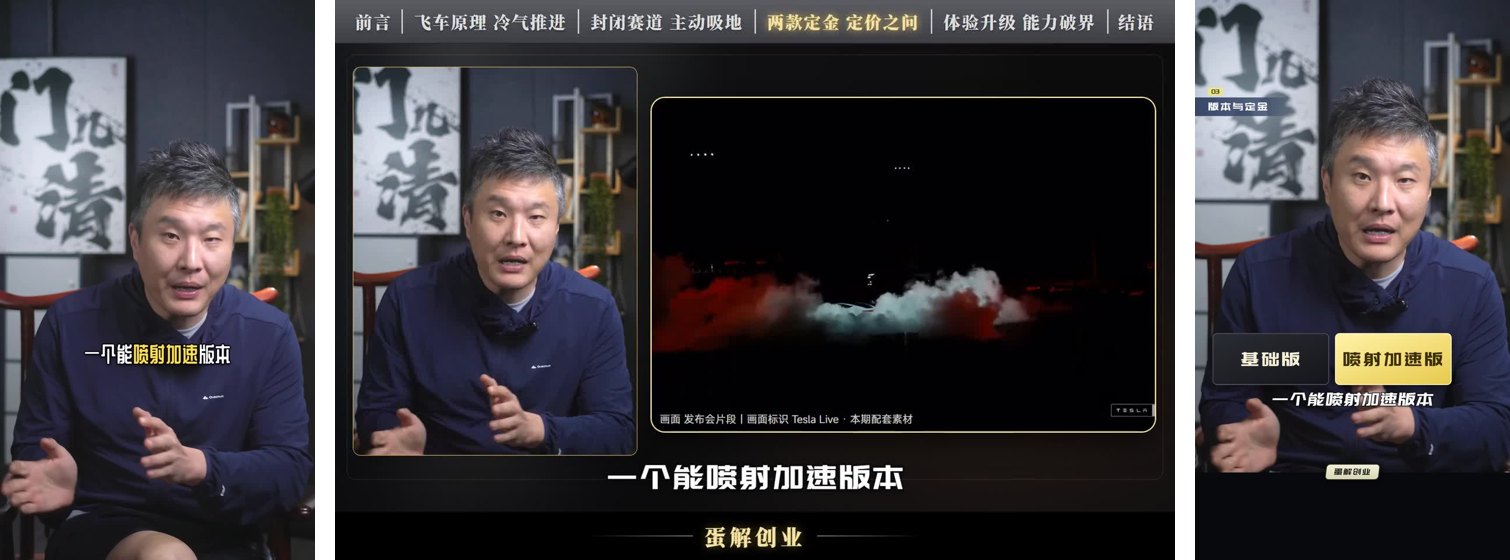 门
清
一个能喷射加速版本
前言 | 飞车原理 冷气推进 | 封闭赛道 主动吸地 | 两款定金 定价之间 | 体验升级 能力破界 | 结语
清
TESLA
画面 发布会片段丨画面标识 Tesla Live · 本期配套素材
一个能喷射加速版本
蛋解创业
03
版本与定金
清
基础版
喷射加速版
一个能喷射加速版本
蛋解创业